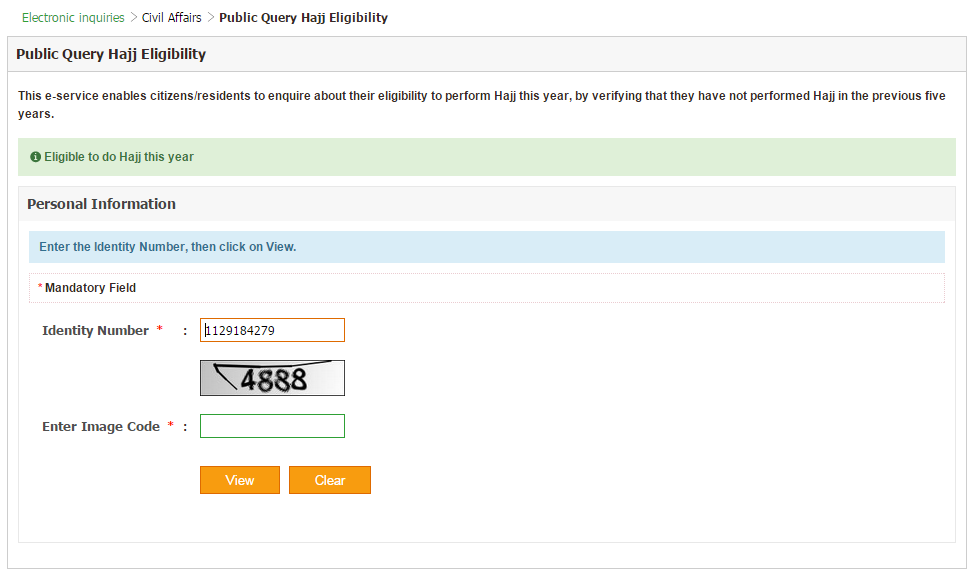 Electronic inquiries > Civil Affairs > Public Query Hajj Eligibility
Public Query Hajj Eligibility
This e-service enables citizens/residents to enquire about their eligibility to perform Hajj this year, by verifying that they have not performed Hajj in the previous five
years.
Eligible to do Hajj this year
Personal Information
Enter the Identity Number, then click on View.
* Mandatory Field
Identity Number * : 1129184279
4888
Enter Image Code * :
View Clear